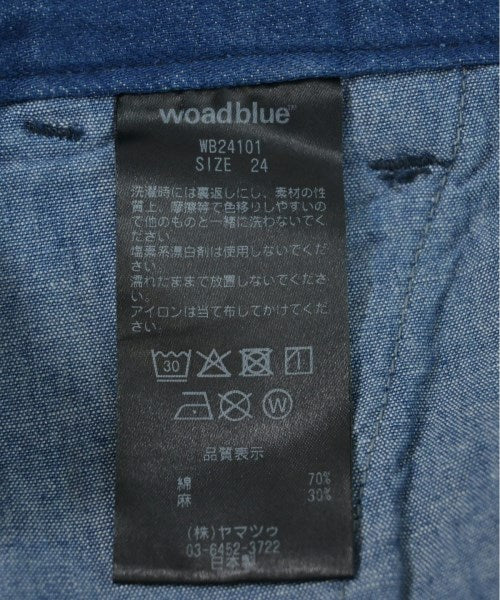 woadblue™
WB24101
SIZE 24
洗濯時には裏返しにし、素材の性
質上、摩擦等で色移りしやすいの
で他のものと一緒に洗わないでく
ださい。
塩素系漂白剤は使用しないでくだ
さい。
濡れたままで放置しないでくださ
い。
アイロンは当て布してかけてくだ
さい。
30
W
品質表示
綿 70%
麻 30%
(株)ヤマツゥ
03-6452-3722
日本製